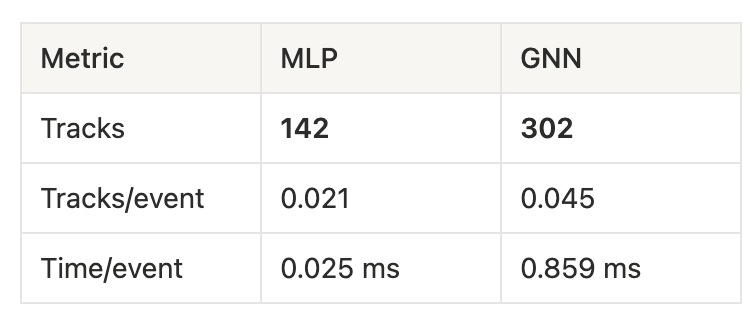 Metric MLP GNN
Tracks 142 302
Tracks/event 0.021 0.045
Time/event 0.025 ms 0.859 ms